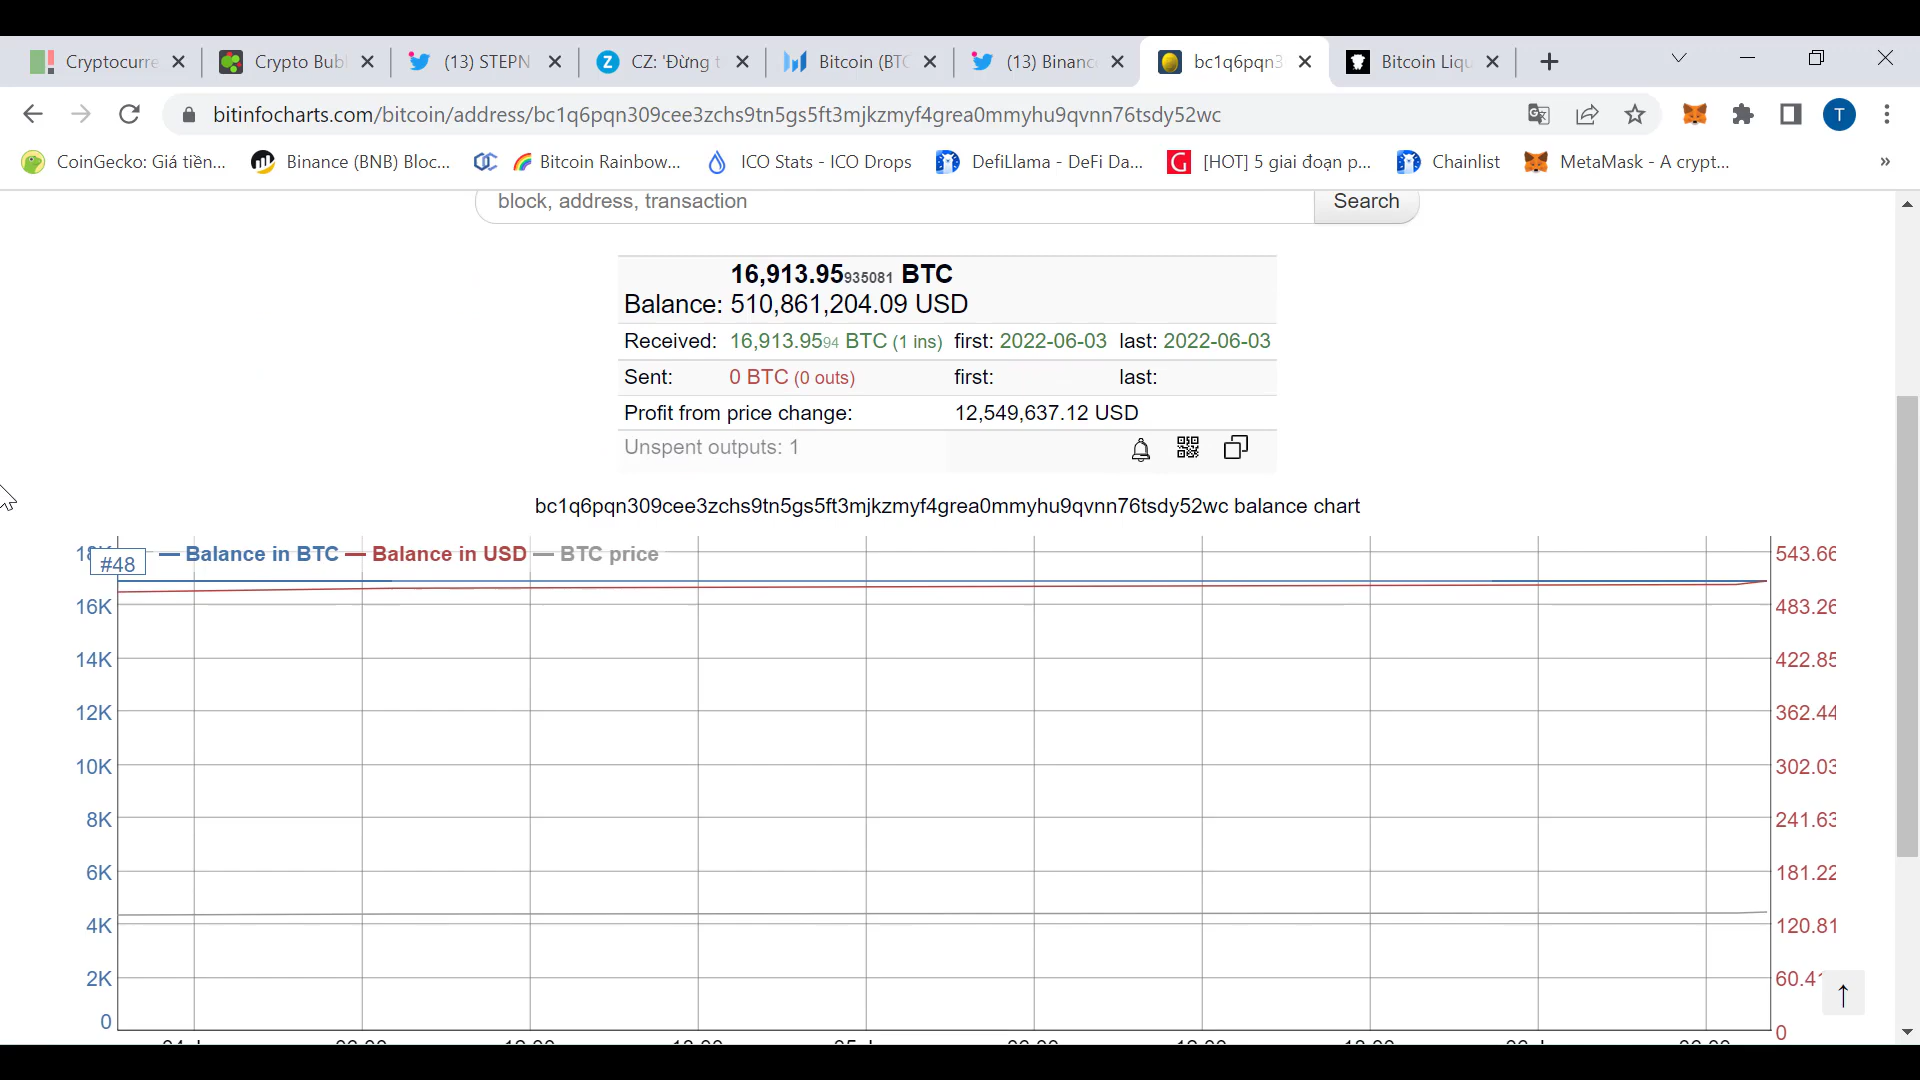 Cryptocurre
Crypto Bubl
(13) STEPN
CZ: 'Đừng t
Bitcoin (BTC
(13) Binanc
bc1q6pqn3
Bitcoin Liqu
bitinfocharts.com/bitcoin/address/bc1q6pqn309cee3zchs9tn5gs5ft3mjkzmyf4grea0mmyhu9qvnn76tsdy52wc
T
CoinGecko: Giá tiền...
Binance (BNB) Bloc...
Bitcoin Rainbow...
ICO Stats - ICO Drops
DefiLlama - DeFi Da...
[HOT] 5 giai đoạn p...
Chainlist
MetaMask - A crypt...
»
block, address, transaction
Search
16,913.95935081 BTC
Balance: 510,861,204.09 USD
Received: 16,913.9594 BTC (1 ins) first: 2022-06-03 last: 2022-06-03
Sent: 0 BTC (0 outs) first: last:
Profit from price change: 12,549,637.12 USD
Unspent outputs: 1
bc1q6pqn309cee3zchs9tn5gs5ft3mjkzmyf4grea0mmyhu9qvnn76tsdy52wc balance chart
#48
Balance in BTC
Balance in USD
BTC price
543.66
16K
483.26
14K
422.85
12K
362.44
10K
302.03
8K
241.63
6K
181.22
4K
120.81
2K
60.41
0
0